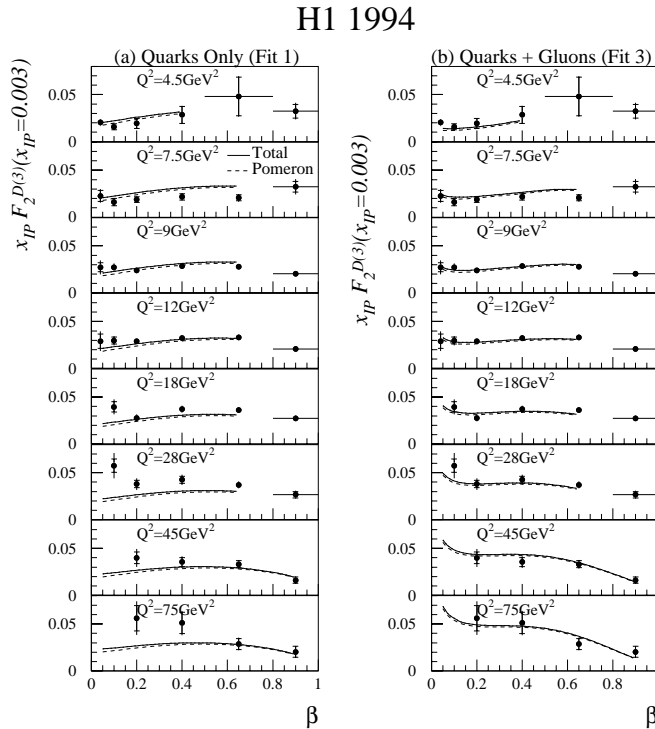 H1 1994
(a) Quarks Only (Fit 1)
(b) Quarks + Gluons (Fit 3)
x_IP F_2^D(3)(x_IP=0.003)
x_IP F_2^D(3)(x_IP=0.003)
Q²=4.5GeV²
0.05
0
Q²=7.5GeV²
Total
Pomeron
0.05
0
Q²=9GeV²
0.05
0
Q²=12GeV²
0.05
0
Q²=18GeV²
0.05
0
Q²=28GeV²
0.05
0
Q²=45GeV²
0.05
0
Q²=75GeV²
0.05
0
0 0.2 0.4 0.6 0.8 1
β
Q²=4.5GeV²
0.05
0
Q²=7.5GeV²
0.05
0
Q²=9GeV²
0.05
0
Q²=12GeV²
0.05
0
Q²=18GeV²
0.05
0
Q²=28GeV²
0.05
0
Q²=45GeV²
0.05
0
Q²=75GeV²
0.05
0
0 0.2 0.4 0.6 0.8
β